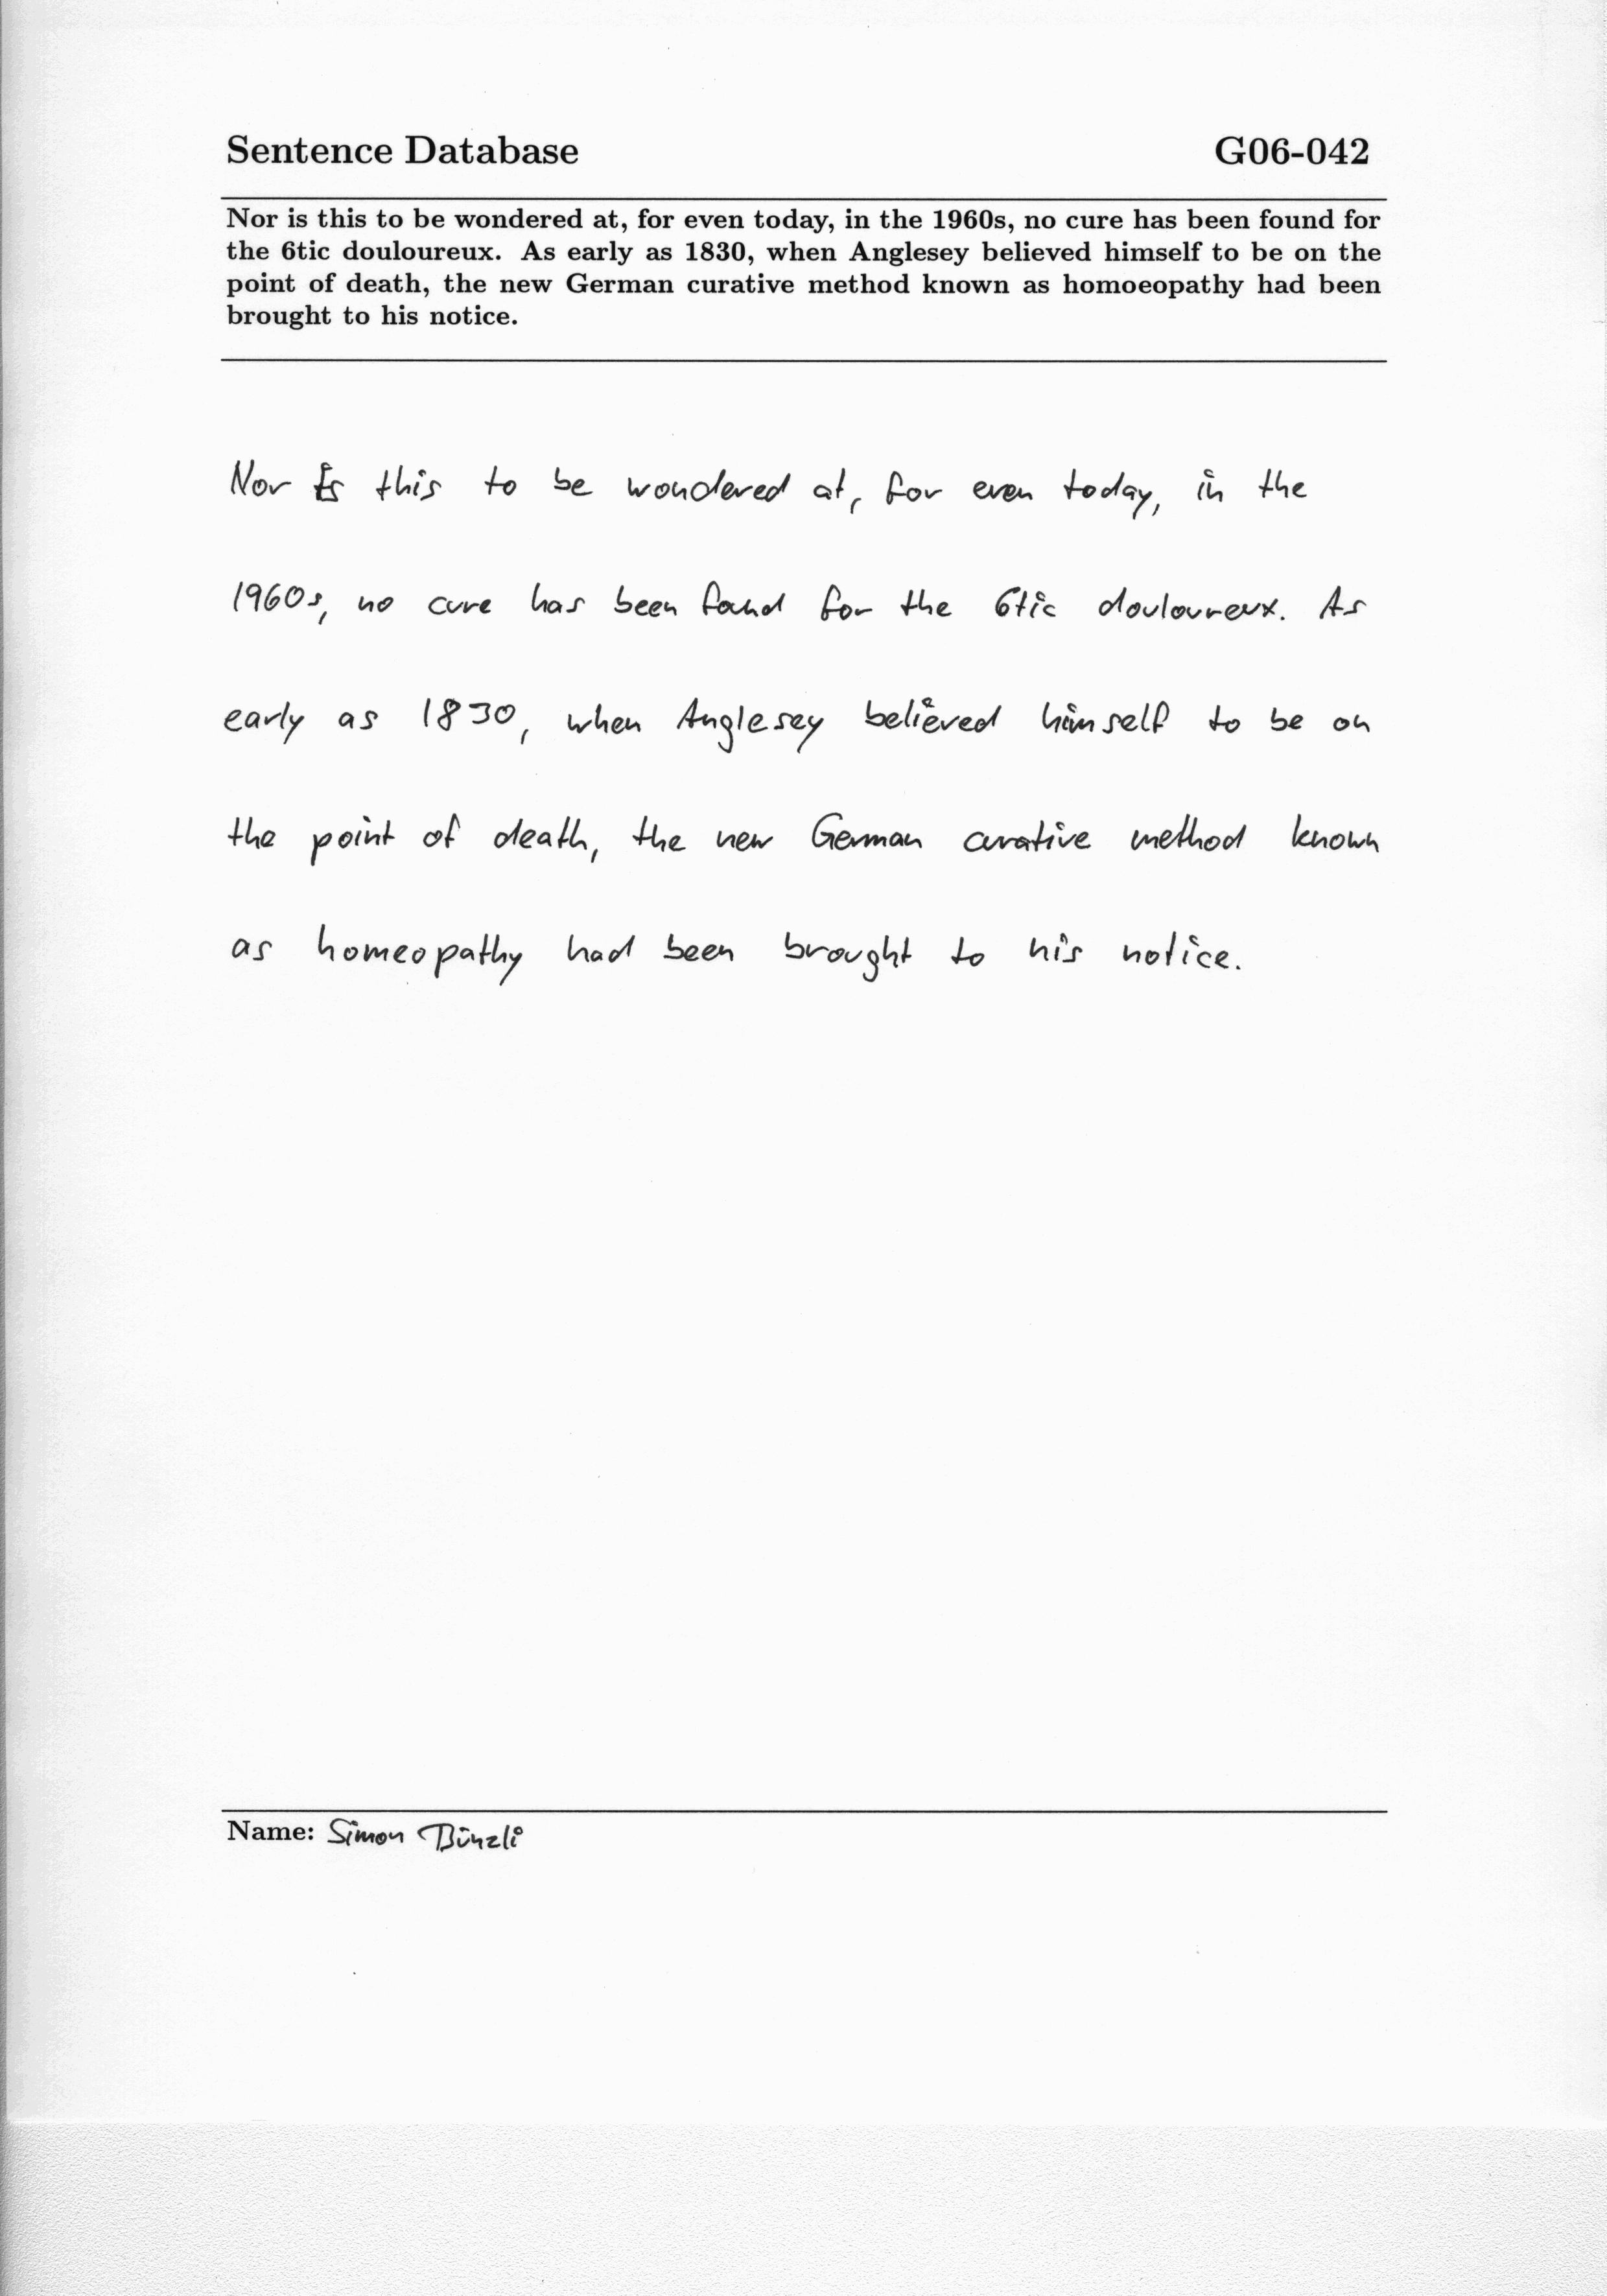 Sentence Database G06-042
Nor is this to be wondered at, for even today, in the 1960s, no cure has been found for
the 6tic douloureux. As early as 1830, when Anglesey believed himself to be on the
point of death, the new German curative method known as homoeopathy had been
brought to his notice.
Nor is this to be wondered at, for even today, in the
1960s, no cure has been found for the 6tic douloureux. As
early as 1830, when Anglesey believed himself to be on
the point of death, the new German curative method known
as homeopathy had been brought to his notice.
Name: Simon Bünzli